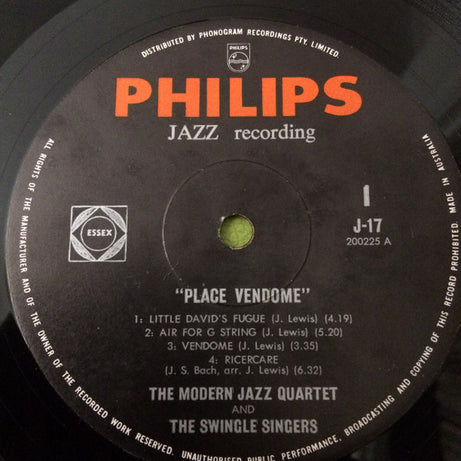 DISTRIBUTED BY PHONOGRAM RECORDINGS PTY. LIMITED.
PHILIPS
PHILIPS
JAZZ recording
1
J-17
200225 A
ESSEX
"PLACE VENDOME"
1: LITTLE DAVID'S FUGUE (J. Lewis) (4.19)
2: AIR FOR G STRING (J. Lewis) (5.20)
3: VENDOME (J. Lewis) (3.35)
4: RICERCARE
(J. S. Bach, arr. J. Lewis) (6.32)
THE MODERN JAZZ QUARTET
AND
THE SWINGLE SINGERS
ALL RIGHTS OF THE MANUFACTURER AND OF THE OWNER OF THE RECORDED WORK RESERVED. UNAUTHORISED PUBLIC PERFORMANCE, BROADCASTING AND COPYING OF THIS RECORD PROHIBITED. MADE IN AUSTRALIA